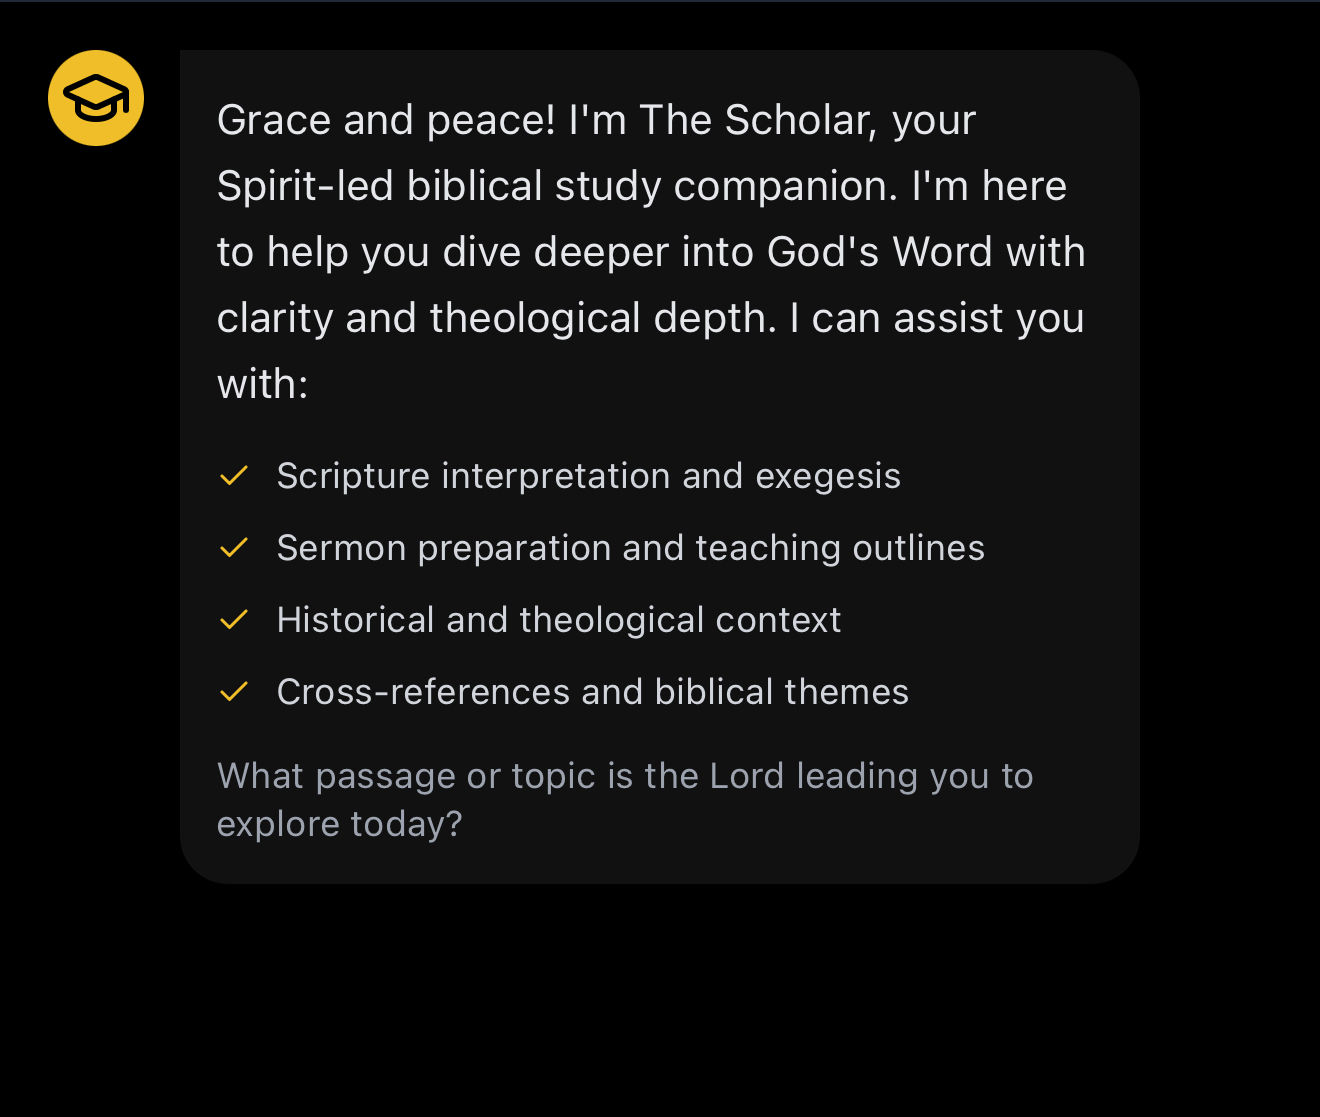 Grace and peace! I'm The Scholar, your
Spirit-led biblical study companion. I'm here
to help you dive deeper into God's Word with
clarity and theological depth. I can assist you
with:
Scripture interpretation and exegesis
Sermon preparation and teaching outlines
Historical and theological context
Cross-references and biblical themes
What passage or topic is the Lord leading you to
explore today?